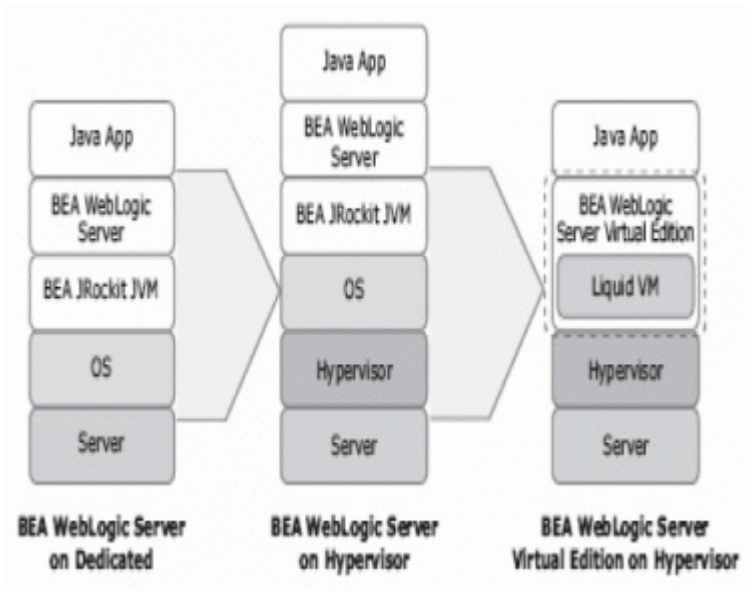 Java App
BEA WebLogic
Server
BEA JRockit JVM
OS
Server
BEA WebLogic Server
on Dedicated
Java App
BEA WebLogic
Server
BEA JRockit JVM
OS
Hypervisor
Server
BEA WebLogic Server
on Hypervisor
Java App
BEA WebLogic
Server Virtual Edition
Liquid VM
Hypervisor
Server
BEA WebLogic Server
Virtual Edition on Hypervisor